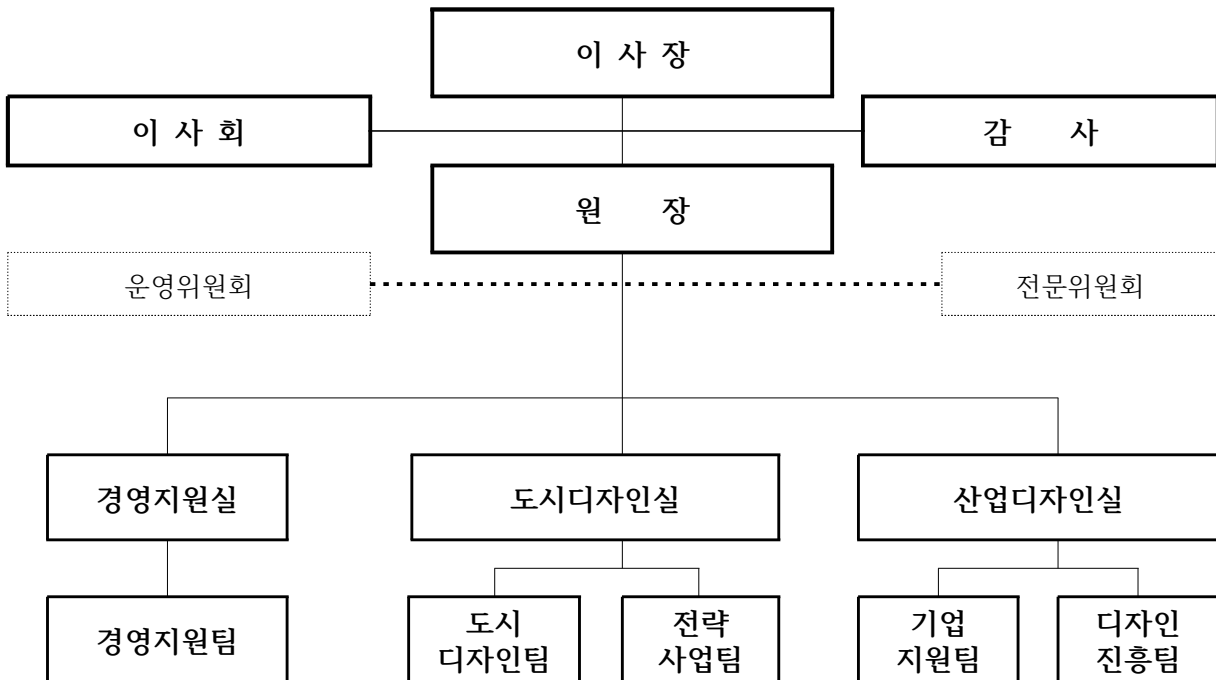 이 사 장
이 사 회
감 사
원 장
운영위원회
전문위원회
경영지원실
도시디자인실
산업디자인실
경영지원팀
도시
디자인팀
전략
사업팀
기업
지원팀
디자인
진흥팀